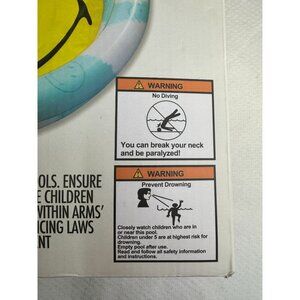 WARNING
No Diving
You can break your neck
and be paralyzed!
WARNING
Prevent Drowning
Closely watch children who are in
or near this pool.
Children under 5 are at highest risk for
drowning.
Empty pool after use.
Read and follow all safety information
and instructions.
OLS. ENSURE
E CHILDREN
WITHIN ARMS'
NCING LAWS
NT